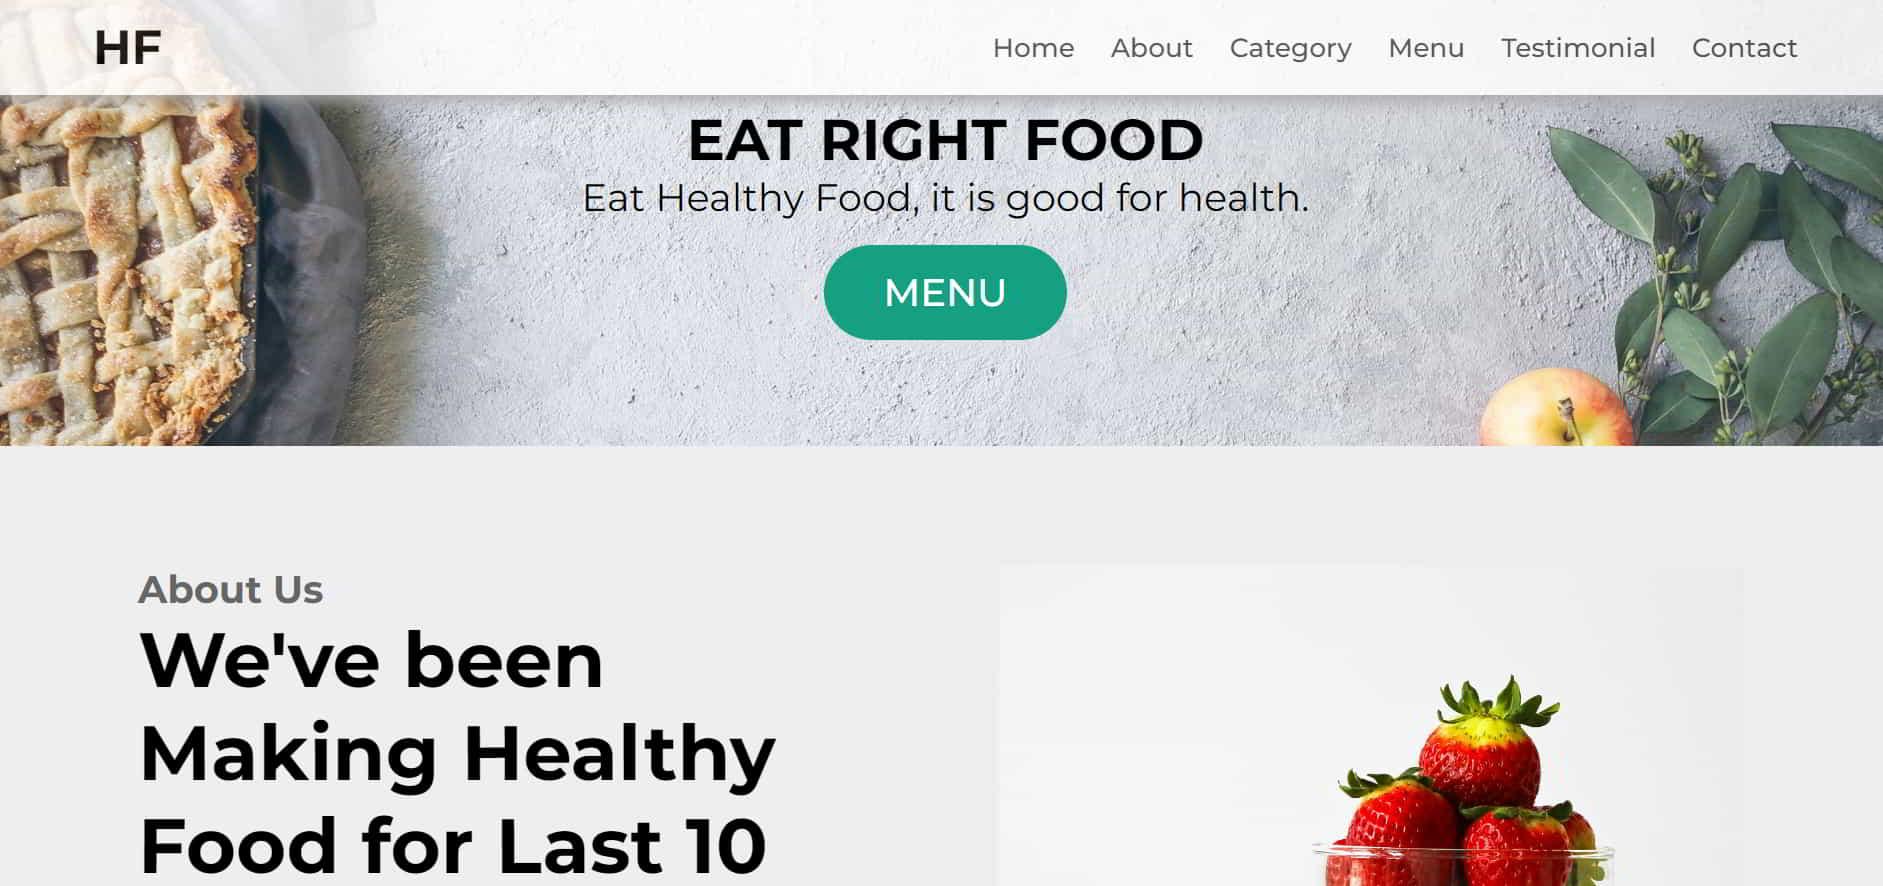 HF
Home About Category Menu Testimonial Contact
EAT RIGHT FOOD
Eat Healthy Food, it is good for health.
MENU
About Us
We've been
Making Healthy
Food for Last 10